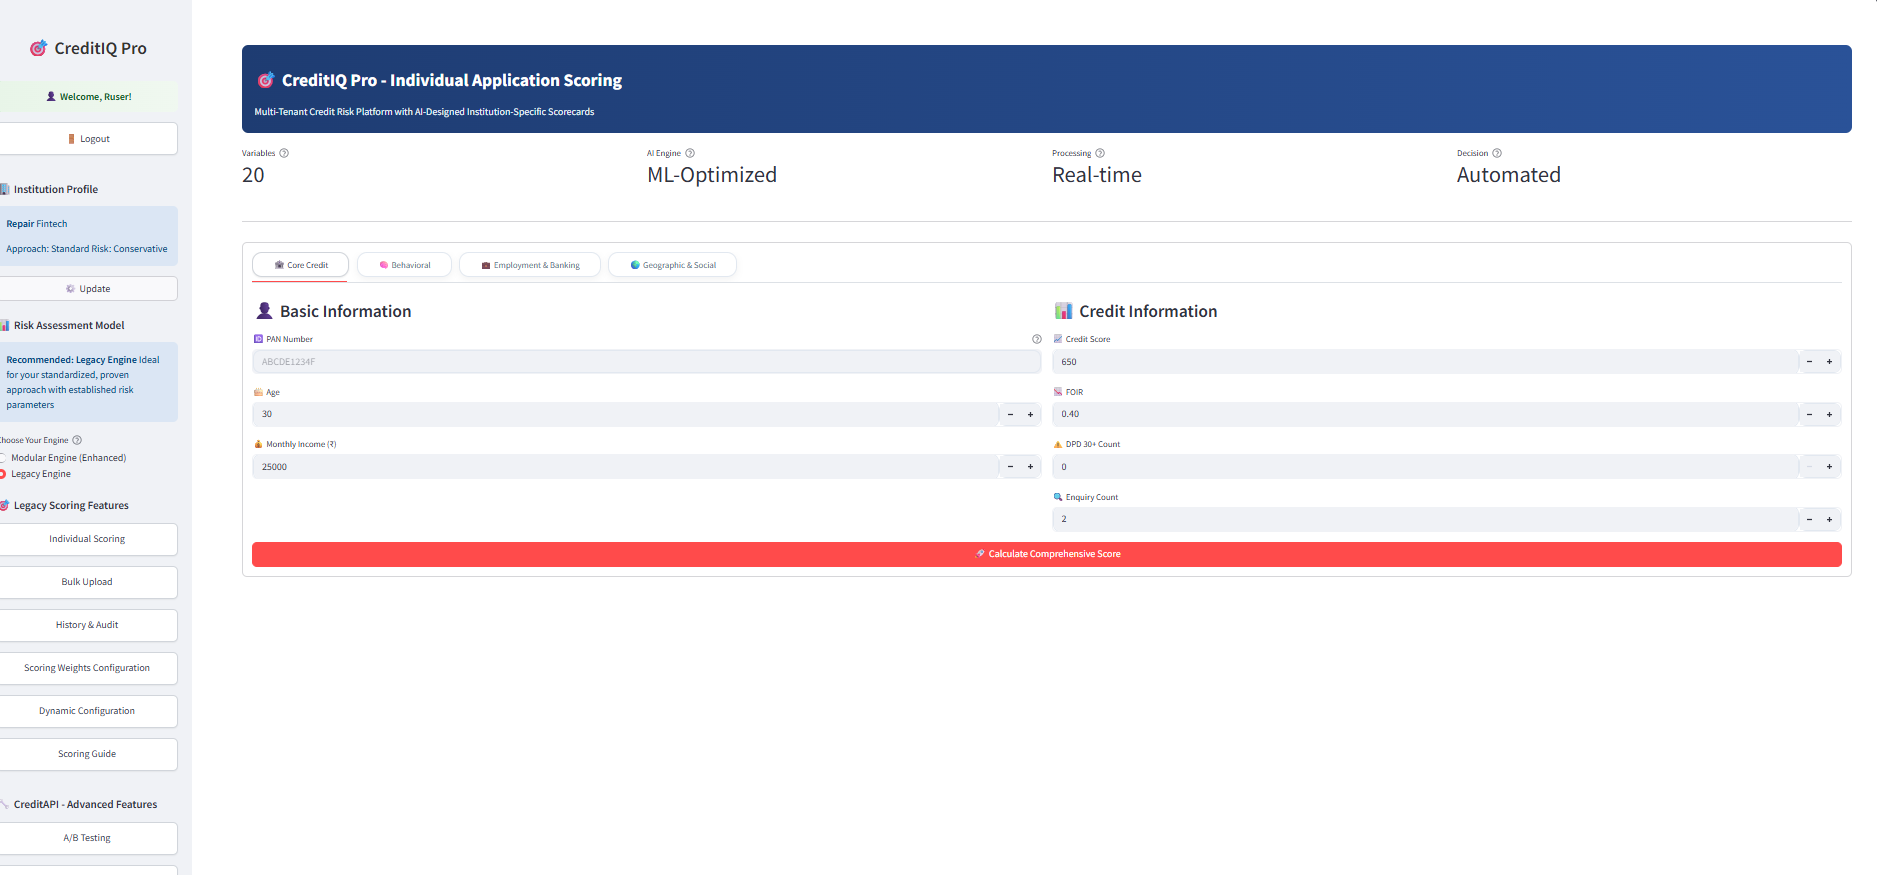 CreditIQ Pro
Welcome, Ruser!
Logout
Institution Profile
Repair Fintech
Approach: Standard Risk: Conservative
Update
Risk Assessment Model
Recommended: Legacy Engine Ideal
for your standardized, proven
approach with established risk
parameters
Choose Your Engine
Modular Engine (Enhanced)
Legacy Engine
Legacy Scoring Features
Individual Scoring
Bulk Upload
History & Audit
Scoring Weights Configuration
Dynamic Configuration
Scoring Guide
CreditAPI - Advanced Features
A/B Testing
CreditIQ Pro - Individual Application Scoring
Multi-Tenant Credit Risk Platform with AI-Designed Institution-Specific Scorecards
Variables
20
AI Engine
ML-Optimized
Processing
Real-time
Decision
Automated
Core Credit
Behavioral
Employment & Banking
Geographic & Social
Basic Information
PAN Number
ABCDE1234F
Age
30
Monthly Income (₹)
25000
Credit Information
Credit Score
650
FOIR
0.40
DPD 30+ Count
0
Enquiry Count
2
Calculate Comprehensive Score